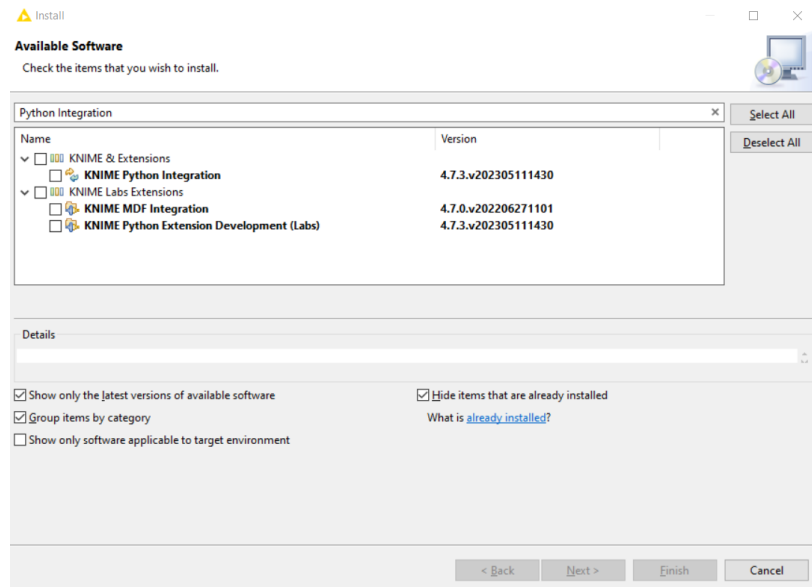 Install
Available Software
Check the items that you wish to install.
Python Integration
Select All
Deselect All
Name Version
KNIME & Extensions
KNIME Python Integration 4.7.3.v202305111430
KNIME Labs Extensions
KNIME MDF Integration 4.7.0.v202206271101
KNIME Python Extension Development (Labs) 4.7.3.v202305111430
Details
Show only the latest versions of available software
Hide items that are already installed
Group items by category
What is already installed?
Show only software applicable to target environment
< Back Next > Finish Cancel